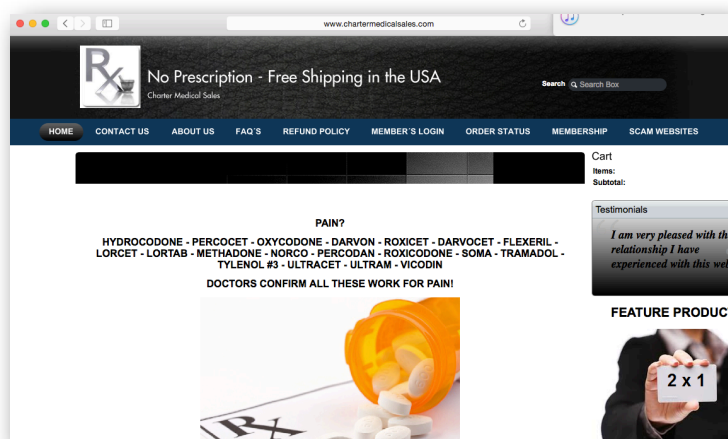 www.chartermedicalsales.com
Rx
No Prescription - Free Shipping in the USA
Charter Medical Sales
Search Search Box
HOME CONTACT US ABOUT US FAQ´S REFUND POLICY MEMBER´S LOGIN ORDER STATUS MEMBERSHIP SCAM WEBSITES
Cart
Items:
Subtotal:
Testimonials
I am very pleased with th
relationship I have
experienced with this we
PAIN?
HYDROCODONE - PERCOCET - OXYCODONE - DARVON - ROXICET - DARVOCET - FLEXERIL -
LORCET - LORTAB - METHADONE - NORCO - PERCODAN - ROXICODONE - SOMA - TRAMADOL -
TYLENOL #3 - ULTRACET - ULTRAM - VICODIN
DOCTORS CONFIRM ALL THESE WORK FOR PAIN!
FEATURE PRODUC
2 x 1
Rx